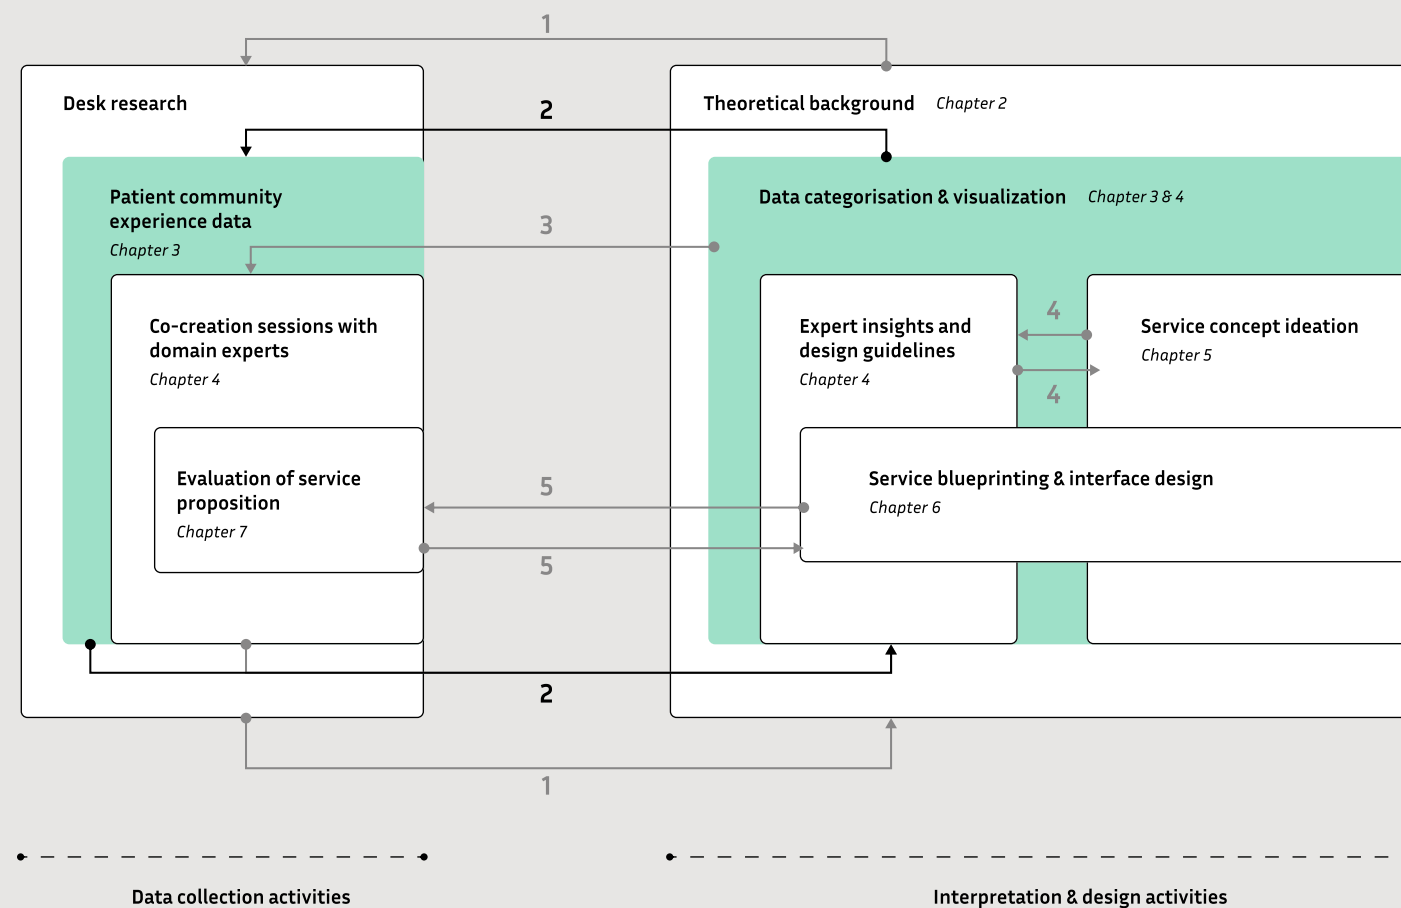 1
Desk research
Theoretical background Chapter 2
2
Patient community
experience data
Chapter 3
Data categorisation & visualization Chapter 3 & 4
3
Co-creation sessions with
domain experts
Chapter 4
Expert insights and
design guidelines
Chapter 4
4
4
Service concept ideation
Chapter 5
Evaluation of service
proposition
Chapter 7
5
5
Service blueprinting & interface design
Chapter 6
2
1
Data collection activities
Interpretation & design activities